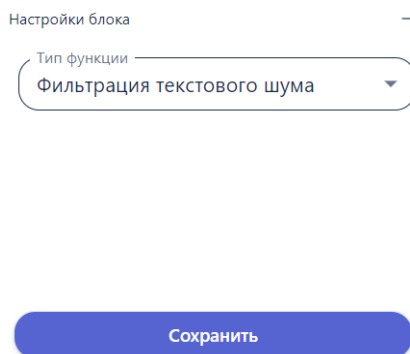 Настройки блока
Тип функции
Фильтрация текстового шума
Сохранить